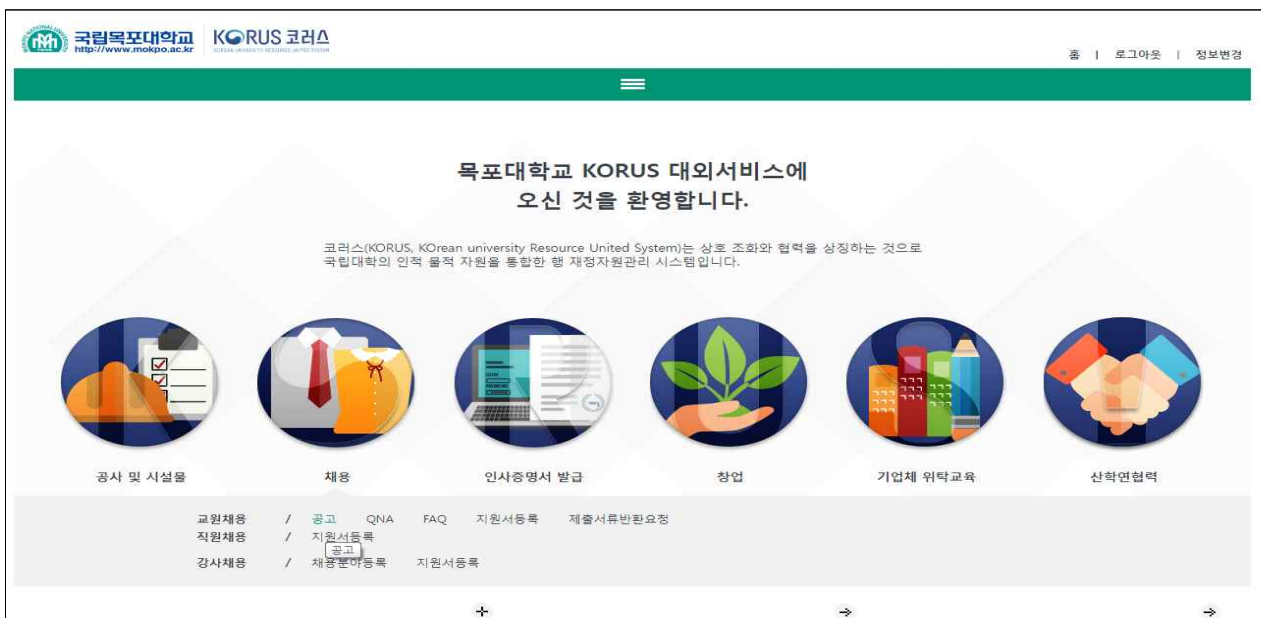 국립목포대학교
http://www.mokpo.ac.kr
KORUS 코러스
KOREAN UNIVERSITY RESOURCE UNITED SYSTEM
홈 | 로그아웃 | 정보변경
목포대학교 KORUS 대외서비스에
오신 것을 환영합니다.
코러스(KORUS, KOrean university Resource United System)는 상호 조화와 협력을 상징하는 것으로
국립대학의 인적 물적 자원을 통합한 행 재정자원관리 시스템입니다.
공사 및 시설물 채용 인사증명서 발급 창업 기업체 위탁교육 산학연협력
교원채용 / 공고 QNA FAQ 지원서등록 제출서류반환요청
직원채용 / 지원서등록
공고
강사채용 / 채용분야등록 지원서등록